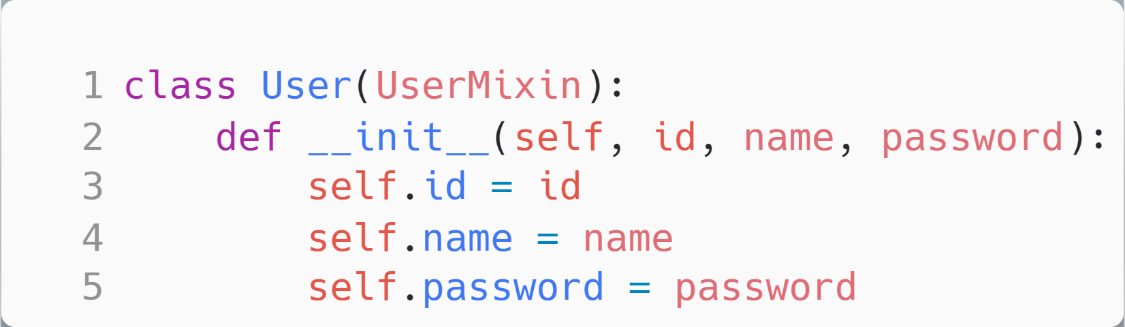 1 class User(UserMixin):
2     def __init__(self, id, name, password):
3         self.id = id
4         self.name = name
5         self.password = password